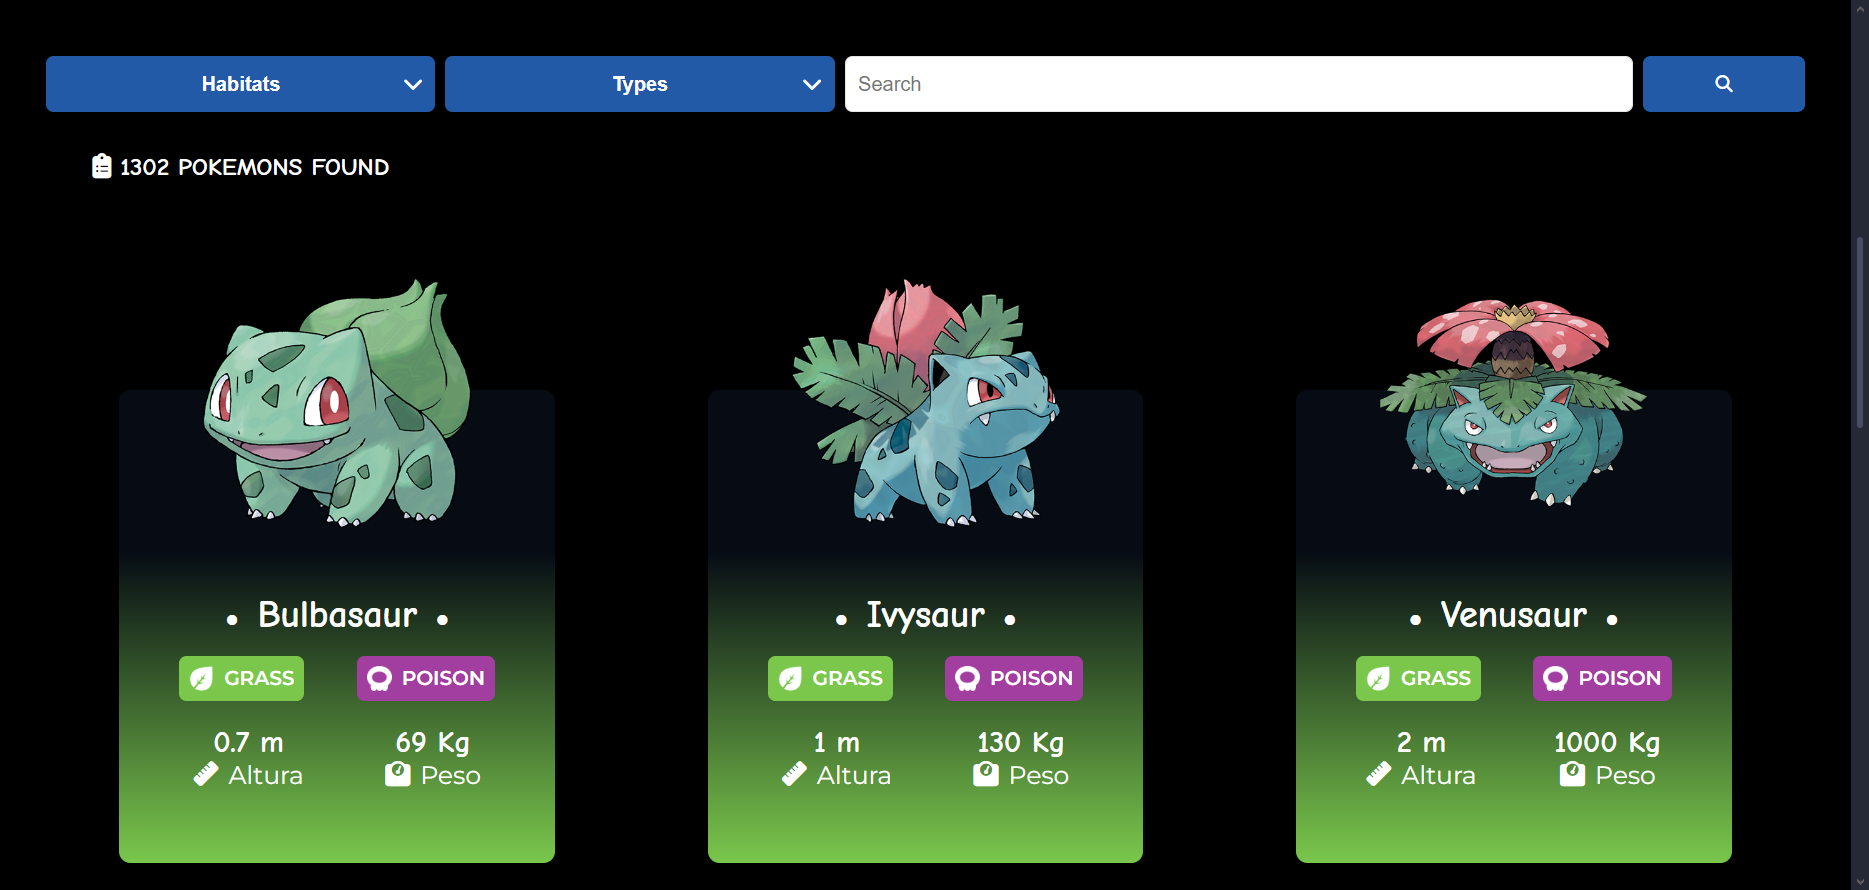 Habitats Types Search
1302 POKEMONS FOUND
• Bulbasaur •
GRASS POISON
0.7 m 69 Kg
Altura Peso
• Ivysaur •
GRASS POISON
1 m 130 Kg
Altura Peso
• Venusaur •
GRASS POISON
2 m 1000 Kg
Altura Peso